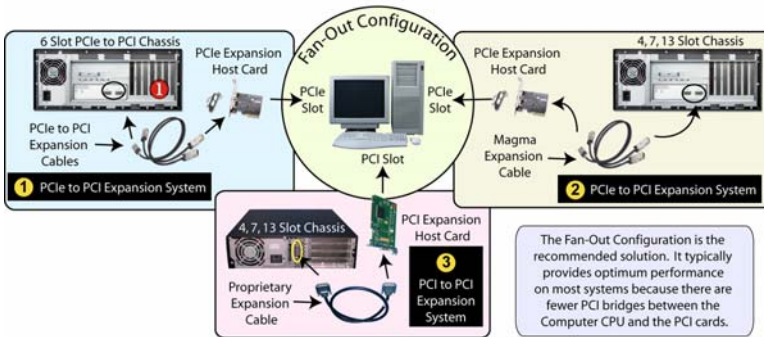 Fan-Out Configuration
6 Slot PCIe to PCI Chassis
1
PCIe Expansion
Host Card
PCIe to PCI
Expansion
Cables
1 PCIe to PCI Expansion System
PCIe
Slot
PCIe
Slot
PCI Slot
4, 7, 13 Slot Chassis
PCIe Expansion
Host Card
Magma
Expansion
Cable
2 PCIe to PCI Expansion System
4, 7, 13 Slot Chassis
PCI Expansion
Host Card
Proprietary
Expansion
Cable
3
PCI to PCI
Expansion
System
The Fan-Out Configuration is the
recommended solution. It typically
provides optimum performance
on most systems because there are
fewer PCI bridges between the
Computer CPU and the PCI cards.